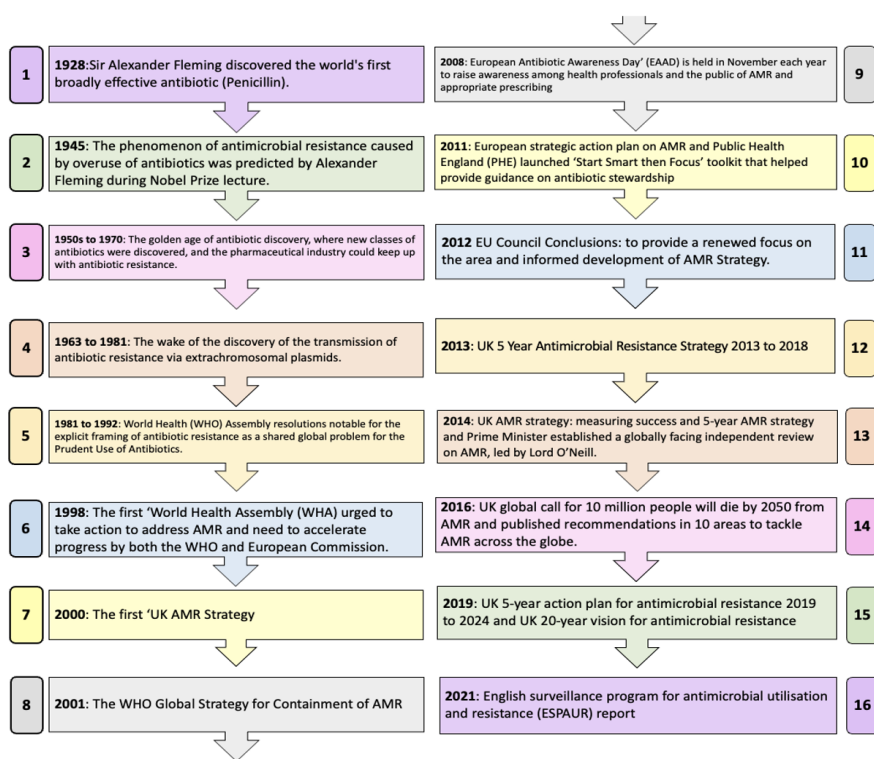 1
1928:Sir Alexander Fleming discovered the world's first
broadly effective antibiotic (Penicillin).
2
1945: The phenomenon of antimicrobial resistance caused
by overuse of antibiotics was predicted by Alexander
Fleming during Nobel Prize lecture.
3
1950s to 1970: The golden age of antibiotic discovery, where new classes of
antibiotics were discovered, and the pharmaceutical industry could keep up
with antibiotic resistance.
4
1963 to 1981: The wake of the discovery of the transmission of
antibiotic resistance via extrachromosomal plasmids.
5
1981 to 1992: World Health (WHO) Assembly resolutions notable for the
explicit framing of antibiotic resistance as a shared global problem for the
Prudent Use of Antibiotics.
6
1998: The first ‘World Health Assembly (WHA) urged to
take action to address AMR and need to accelerate
progress by both the WHO and European Commission.
7
2000: The first ‘UK AMR Strategy
8
2001: The WHO Global Strategy for Containment of AMR
2008: European Antibiotic Awareness Day’ (EAAD) is held in November each year
to raise awareness among health professionals and the public of AMR and
appropriate prescribing
9
2011: European strategic action plan on AMR and Public Health
England (PHE) launched ‘Start Smart then Focus’ toolkit that helped
provide guidance on antibiotic stewardship
10
2012 EU Council Conclusions: to provide a renewed focus on
the area and informed development of AMR Strategy.
11
2013: UK 5 Year Antimicrobial Resistance Strategy 2013 to 2018
12
2014: UK AMR strategy: measuring success and 5-year AMR strategy
and Prime Minister established a globally facing independent review
on AMR, led by Lord O’Neill.
13
2016: UK global call for 10 million people will die by 2050 from
AMR and published recommendations in 10 areas to tackle
AMR across the globe.
14
2019: UK 5-year action plan for antimicrobial resistance 2019
to 2024 and UK 20-year vision for antimicrobial resistance
15
2021: English surveillance program for antimicrobial utilisation
and resistance (ESPAUR) report
16